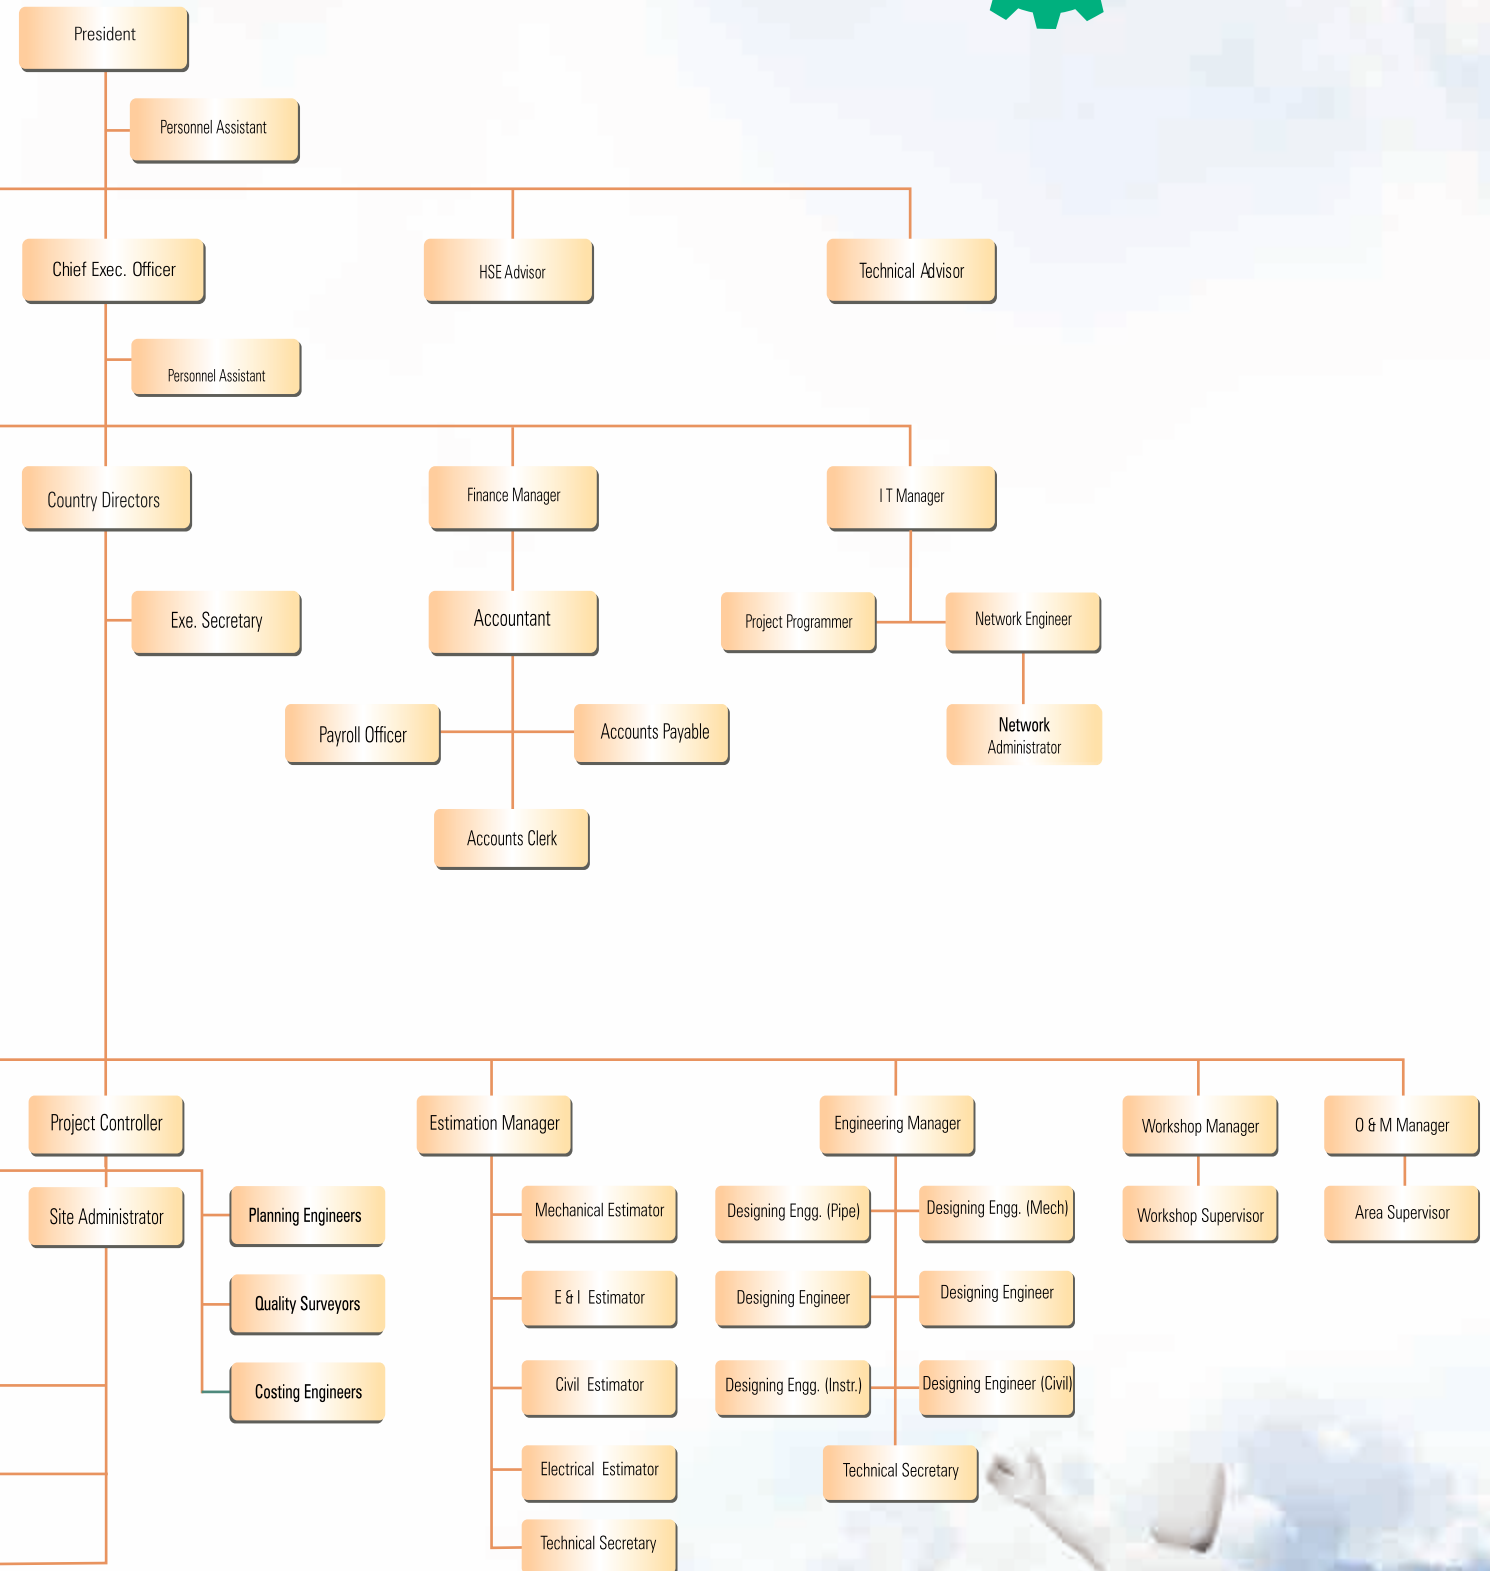 President
Personnel Assistant
Chief Exec. Officer
HSE Advisor
Technical Advisor
Personnel Assistant
Country Directors
Finance Manager
I T Manager
Exe. Secretary
Accountant
Project Programmer
Network Engineer
Payroll Officer
Accounts Payable
Network
Administrator
Accounts Clerk
Project Controller
Estimation Manager
Engineering Manager
Workshop Manager
O & M Manager
Site Administrator
Planning Engineers
Mechanical Estimator
Designing Engg. (Pipe)
Designing Engg. (Mech)
Workshop Supervisor
Area Supervisor
Quality Surveyors
E & I Estimator
Designing Engineer
Designing Engineer
Costing Engineers
Civil Estimator
Designing Engg. (Instr.)
Designing Engineer (Civil)
Electrical Estimator
Technical Secretary
Technical Secretary